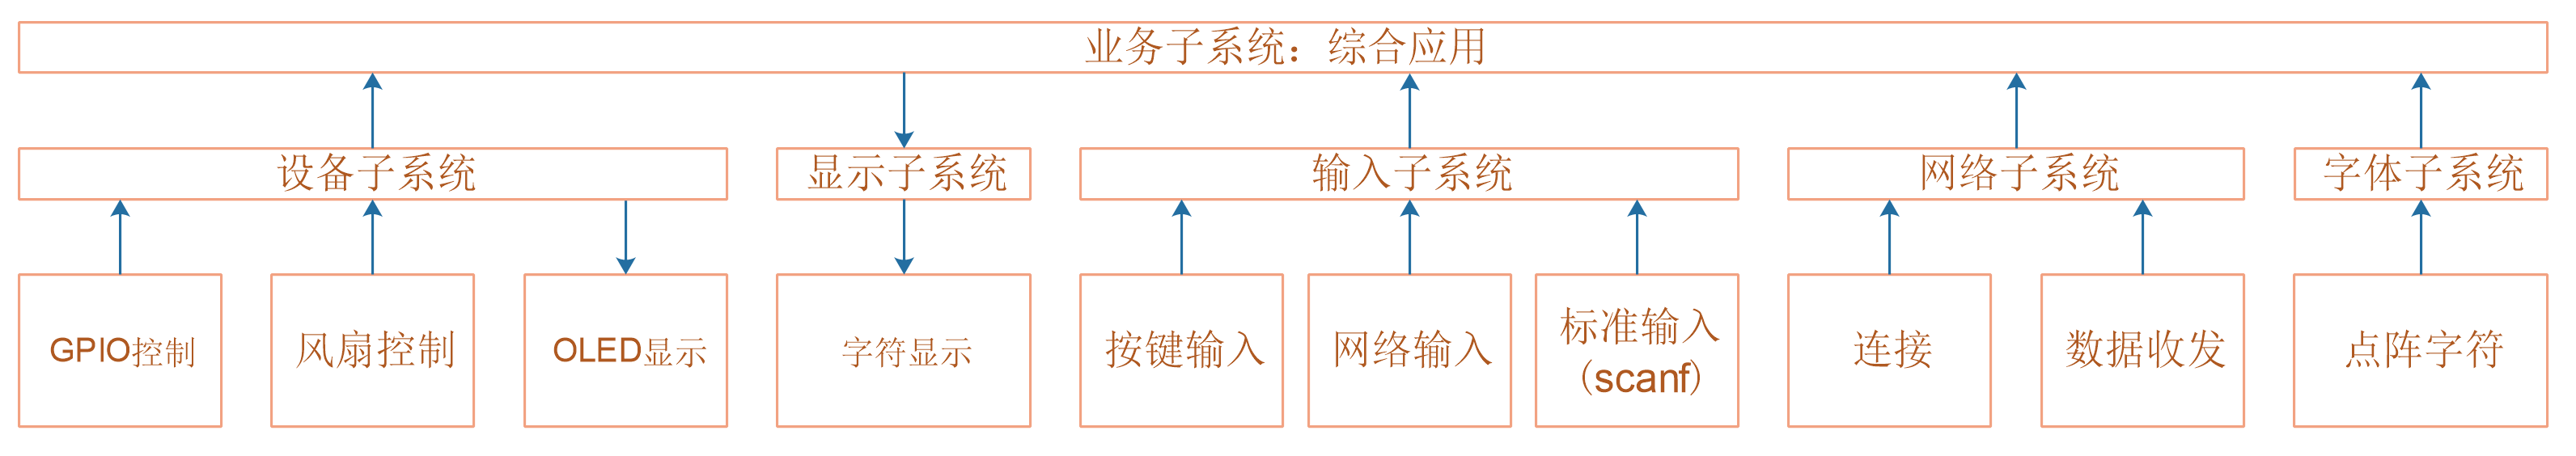 业务子系统：综合应用
设备子系统
显示子系统
输入子系统
网络子系统
字体子系统
GPIO控制
风扇控制
OLED显示
字符显示
按键输入
网络输入
标准输入
(scanf)
连接
数据收发
点阵字符